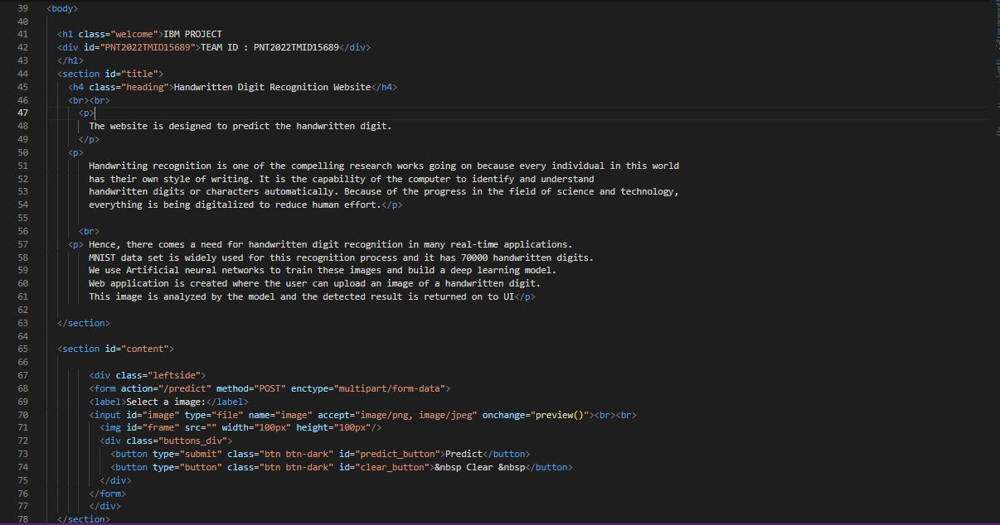 39 <body>
40
41 <h1 class="welcome">IBM PROJECT
42 <div id="PNT2022TMID15689">TEAM ID : PNT2022TMID15689</div>
43 </h1>
44 <section id="title">
45 <h4 class="heading">Handwritten Digit Recognition Website</h4>
46 <br><br>
47 <p>
48 The website is designed to predict the handwritten digit.
49 </p>
50 <p>
51 Handwriting recognition is one of the compelling research works going on because every individual in this world
52 has their own style of writing. It is the capability of the computer to identify and understand
53 handwritten digits or characters automatically. Because of the progress in the field of science and technology,
54 everything is being digitalized to reduce human effort.</p>
55
56 <br>
57 <p> Hence, there comes a need for handwritten digit recognition in many real-time applications.
58 MNIST data set is widely used for this recognition process and it has 70000 handwritten digits.
59 We use Artificial neural networks to train these images and build a deep learning model.
60 Web application is created where the user can upload an image of a handwritten digit.
61 This image is analyzed by the model and the detected result is returned on to UI</p>
62
63 </section>
64
65 <section id="content">
66
67 <div class="leftside">
68 <form action="/predict" method="POST" enctype="multipart/form-data">
69 <label>Select a image:</label>
70 <input id="image" type="file" name="image" accept="image/png, image/jpeg" onchange="preview()"><br><br>
71 <img id="frame" src="" width="100px" height="100px"/>
72 <div class="buttons_div">
73 <button type="submit" class="btn btn-dark" id="predict_button">Predict</button>
74 <button type="button" class="btn btn-dark" id="clear_button">&nbsp Clear &nbsp</button>
75 </div>
76 </form>
77 </div>
78 </section>